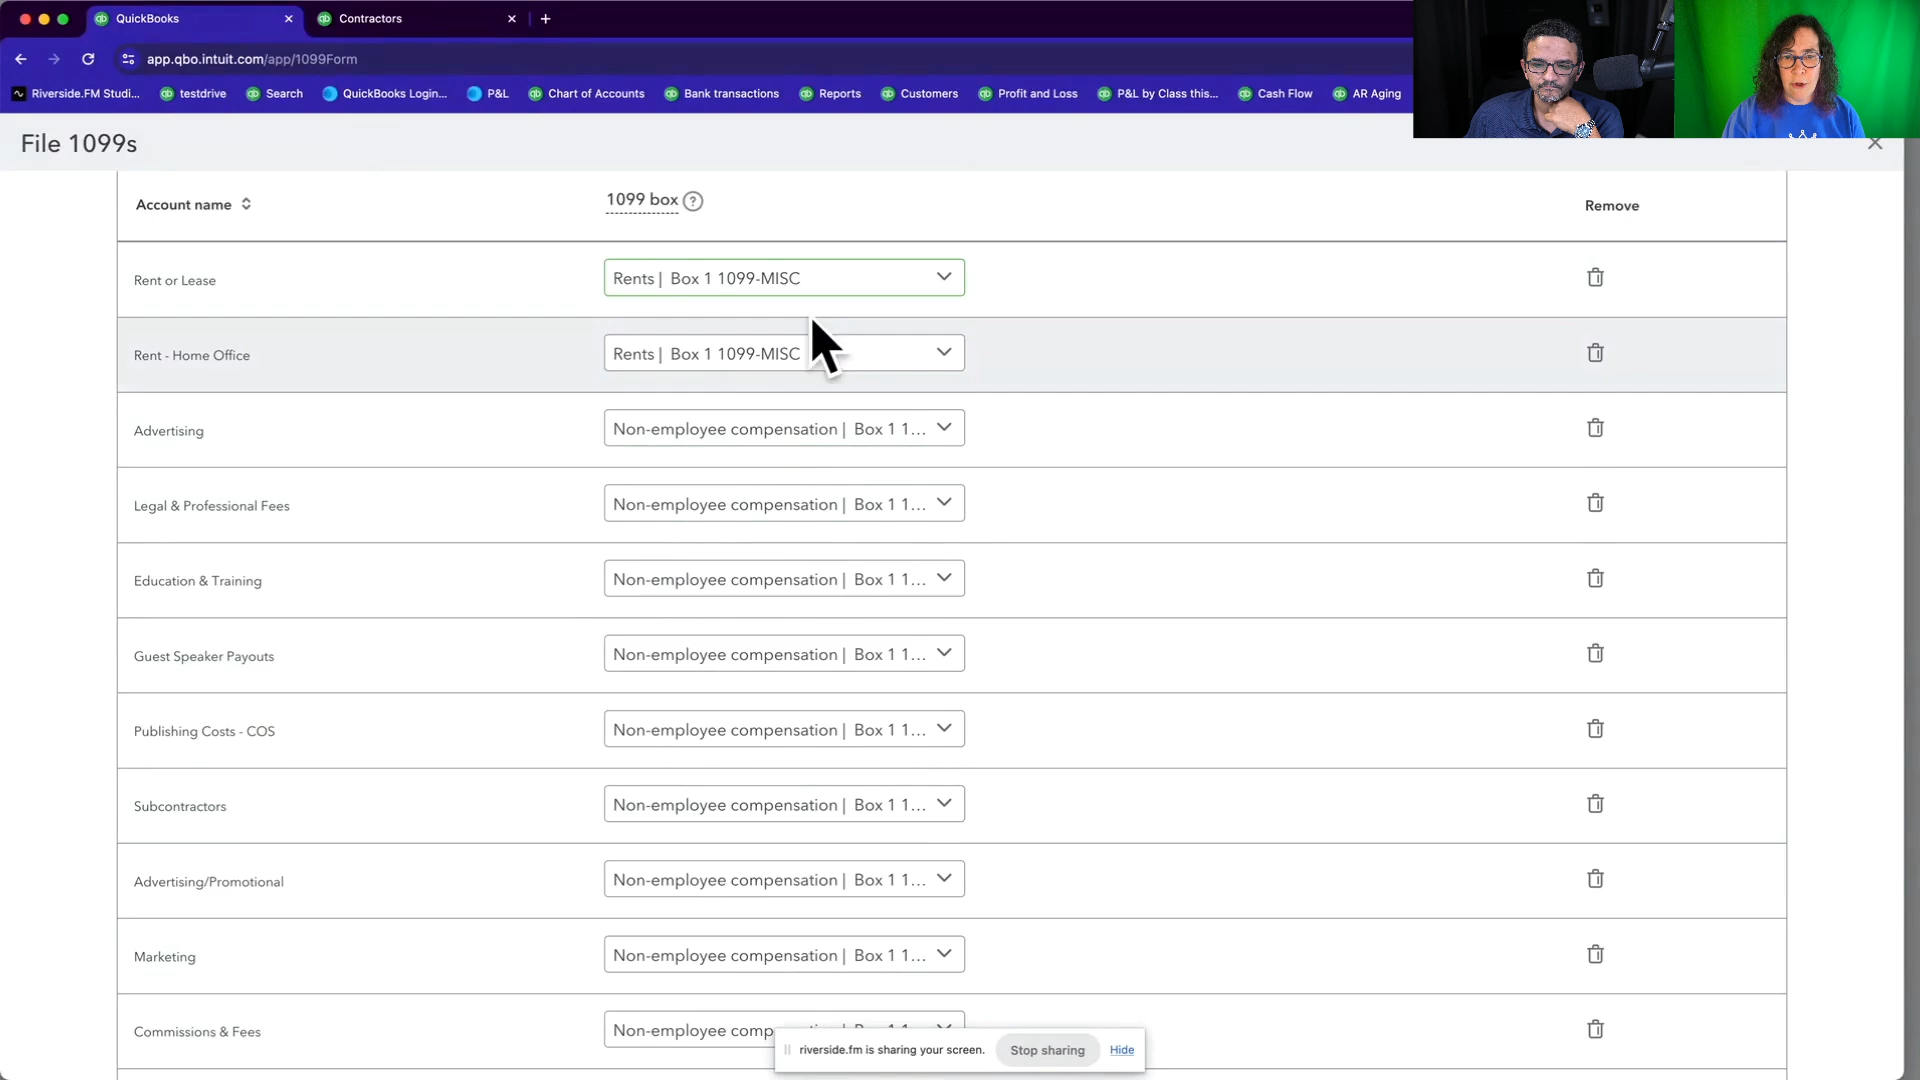 QuickBooks
Contractors
app.qbo.intuit.com/app/1099Form
Riverside.FM Studi... testdrive Search QuickBooks Login... P&L Chart of Accounts Bank transactions Reports Customers Profit and Loss P&L by Class this... Cash Flow AR Aging
File 1099s
Account name 1099 box ? Remove
Rent or Lease Rents | Box 1 1099-MISC
Rent - Home Office Rents | Box 1 1099-MISC
Advertising Non-employee compensation | Box 1 1...
Legal & Professional Fees Non-employee compensation | Box 1 1...
Education & Training Non-employee compensation | Box 1 1...
Guest Speaker Payouts Non-employee compensation | Box 1 1...
Publishing Costs - COS Non-employee compensation | Box 1 1...
Subcontractors Non-employee compensation | Box 1 1...
Advertising/Promotional Non-employee compensation | Box 1 1...
Marketing Non-employee compensation | Box 1 1...
Commissions & Fees Non-employee comp
riverside.fm is sharing your screen. Stop sharing Hide